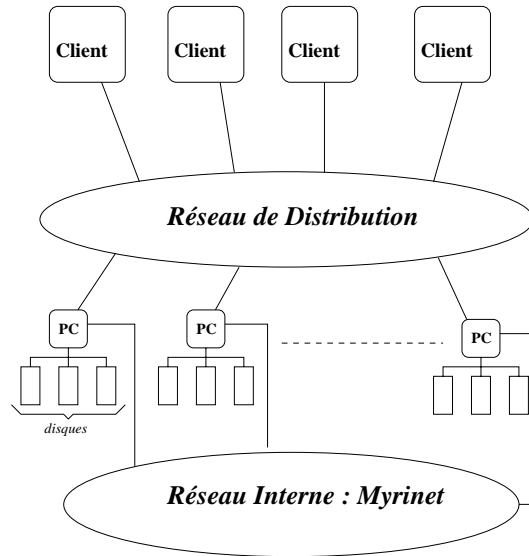 Client
Client
Client
Client
Réseau de Distribution
PC
PC
PC
disques
Réseau Interne : Myrinet